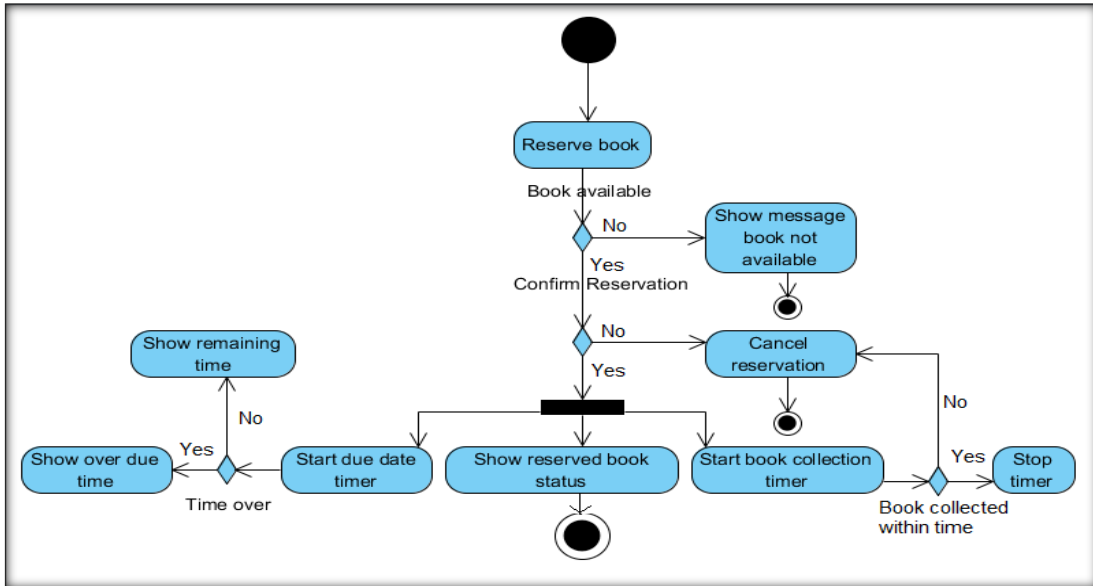 Reserve book
Book available
No
Show message
book not
available
Yes
Confirm Reservation
No
Cancel
reservation
Yes
Show remaining
time
No
Yes
Show over due
time
Time over
Start due date
timer
Show reserved book
status
Start book collection
timer
No
Yes
Stop
timer
Book collected
within time